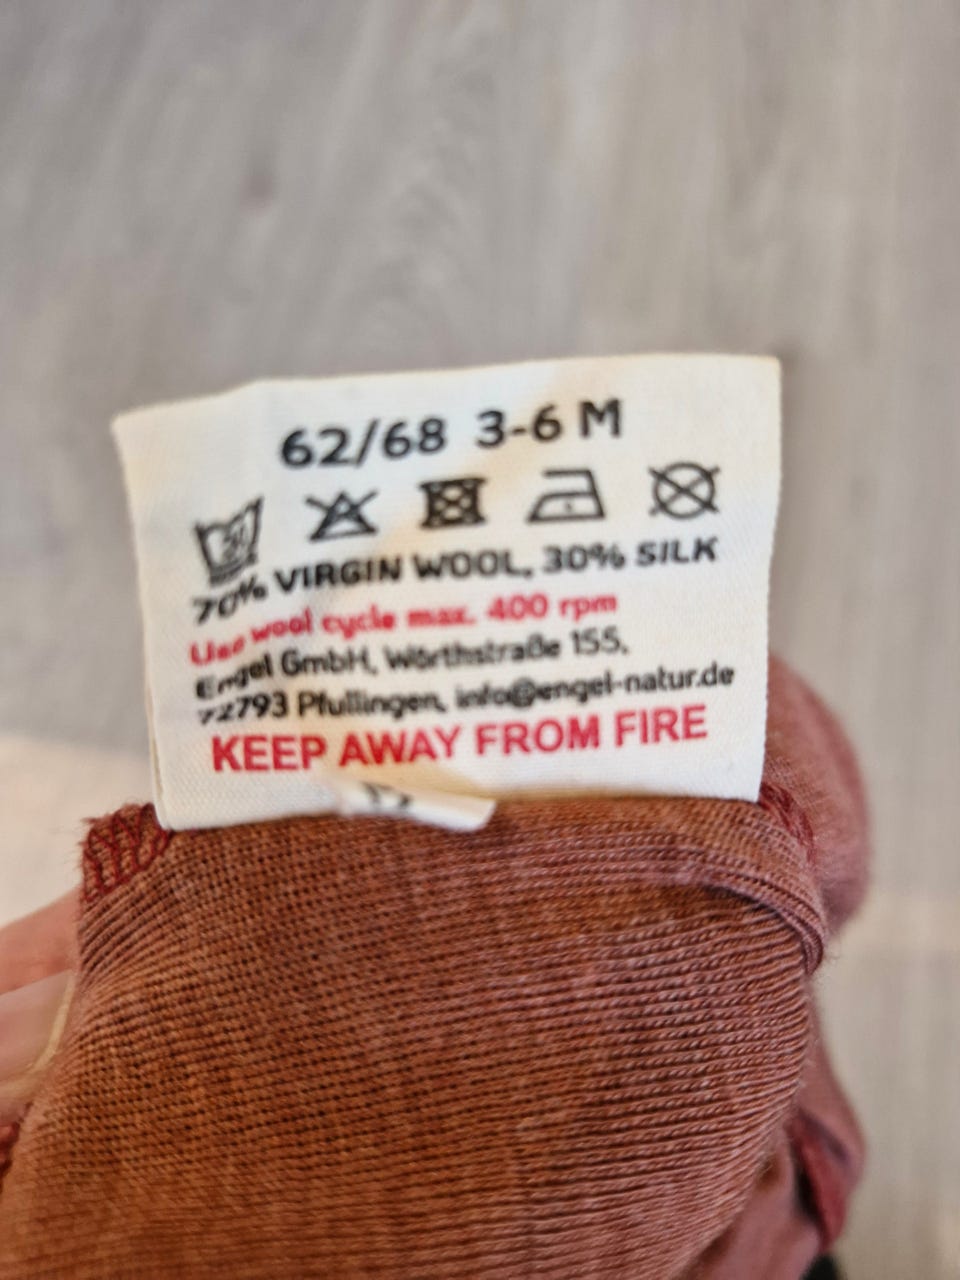 62/68 3-6 M
30
70% VIRGIN WOOL, 30% SILK
Use wool cycle max. 400 rpm
Engel GmbH, Wörthstraße 155,
72793 Pfullingen, info@engel-natur.de
KEEP AWAY FROM FIRE